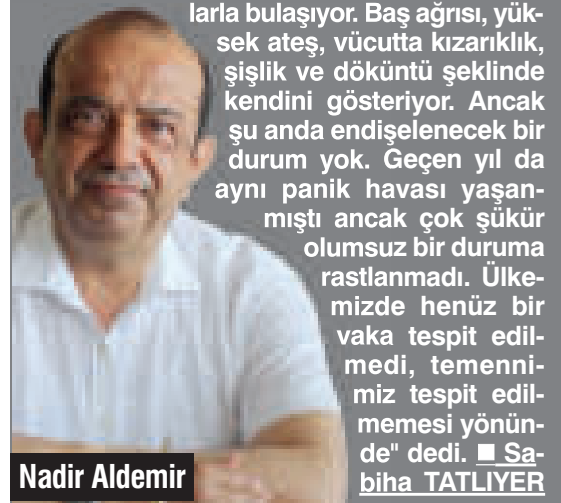 larla bulaşıyor. Baş ağrısı, yük-
sek ateş, vücutta kızarıklık,
şişlik ve döküntü şeklinde
kendini gösteriyor. Ancak
şu anda endişelenecek bir
durum yok. Geçen yıl da
aynı panik havası yaşan-
mıştı ancak çok şükür
olumsuz bir duruma
rastlanmadı. Ülke-
mizde henüz bir
vaka tespit edil-
medi, temenni-
miz tespit edil-
memesi yönün-
de" dedi. ■ Sa-
biha TATLIYER
Nadir Aldemir